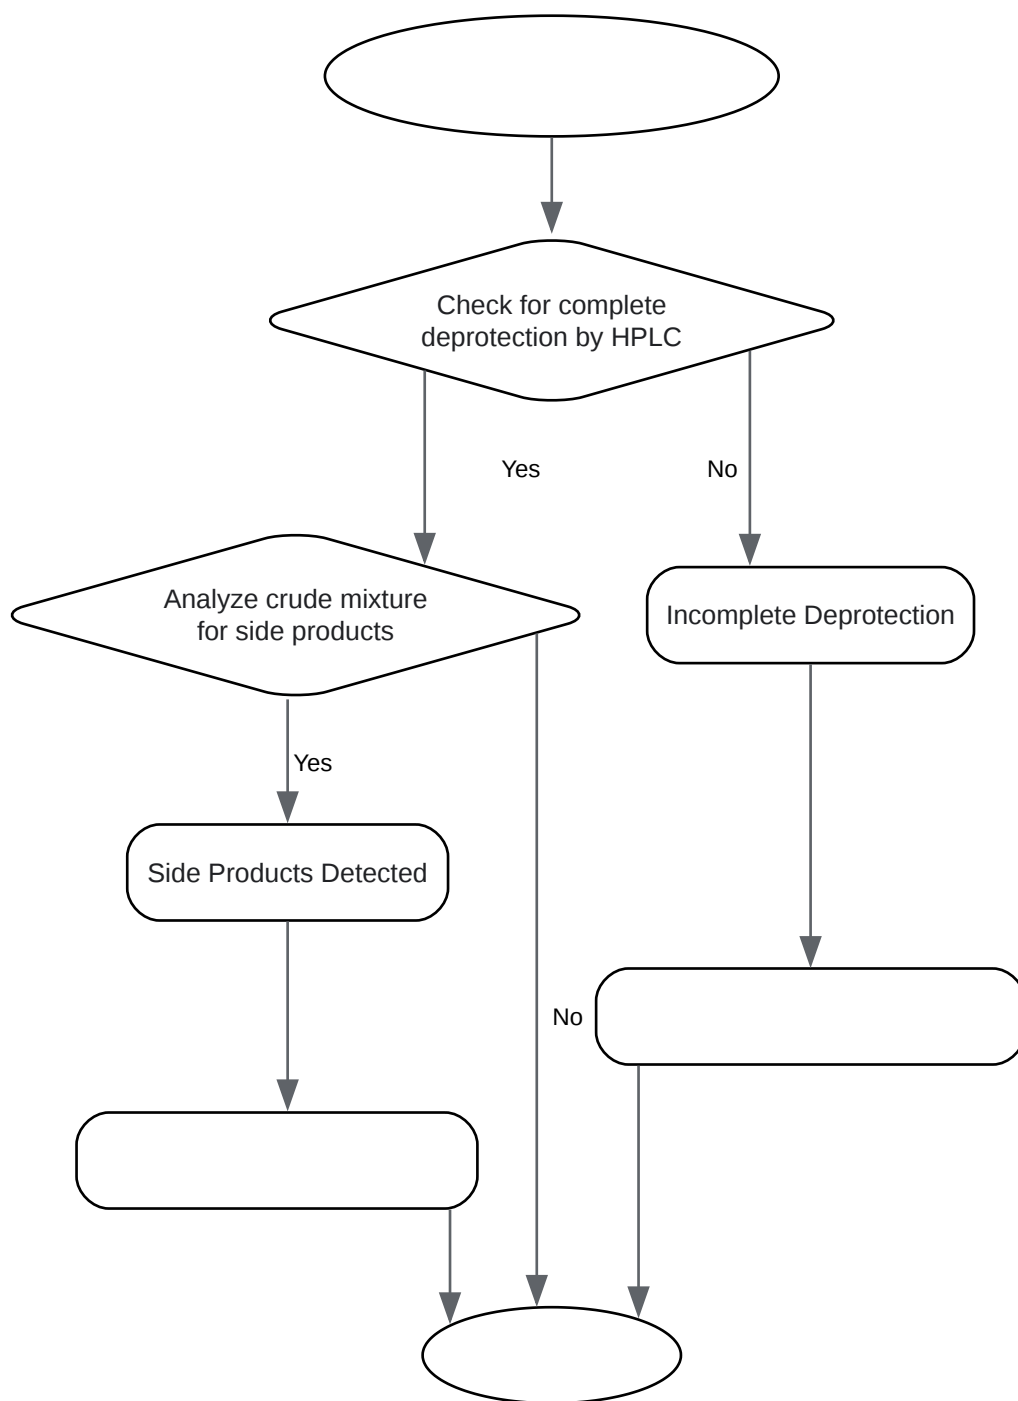 Check for complete
deprotection by HPLC
Yes
No
Analyze crude mixture
for side products
Incomplete Deprotection
Yes
Side Products Detected
No